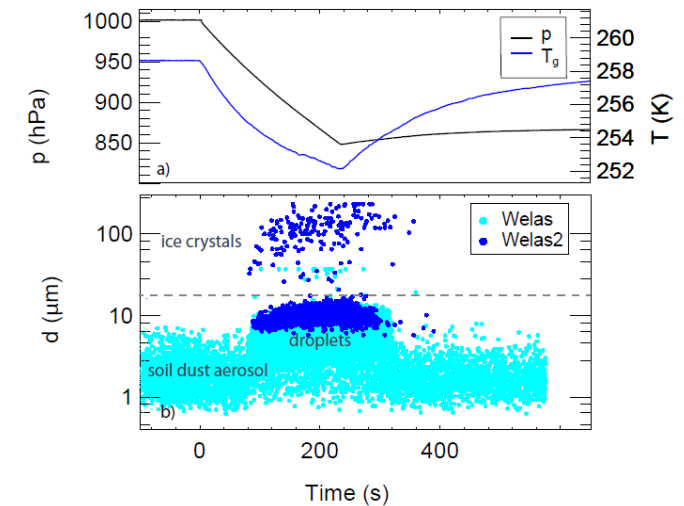 1000
950
900
850
p (hPa)
260
258
256
254
252
T (K)
p
Tg
a)
100
10
1
d (µm)
Welas
Welas2
ice crystals
droplets
soil dust aerosol
b)
0
200
400
Time (s)